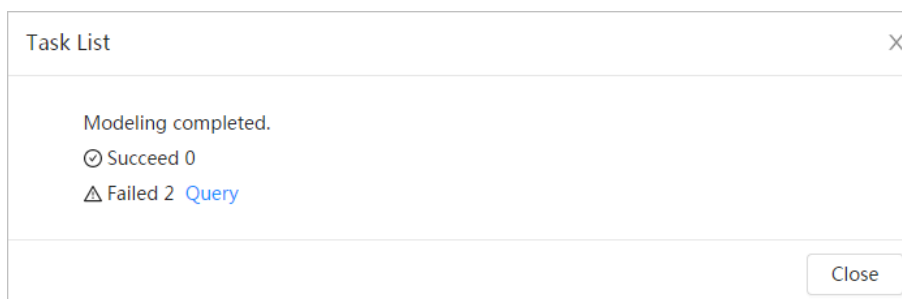 Task List
Modeling completed.
Succeed 0
Failed 2 Query
Close